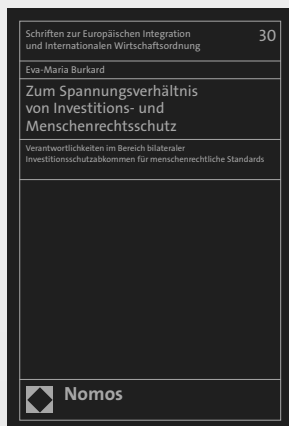 Schriften zur Europäischen Integration
und Internationalen Wirtschaftsordnung
30
Eva-Maria Burkard
Zum Spannungsverhältnis
von Investitions- und
Menschenrechtsschutz
Verantwortlichkeiten im Bereich bilateraler
Investitionsschutzabkommen für menschenrechtliche Standards
Nomos